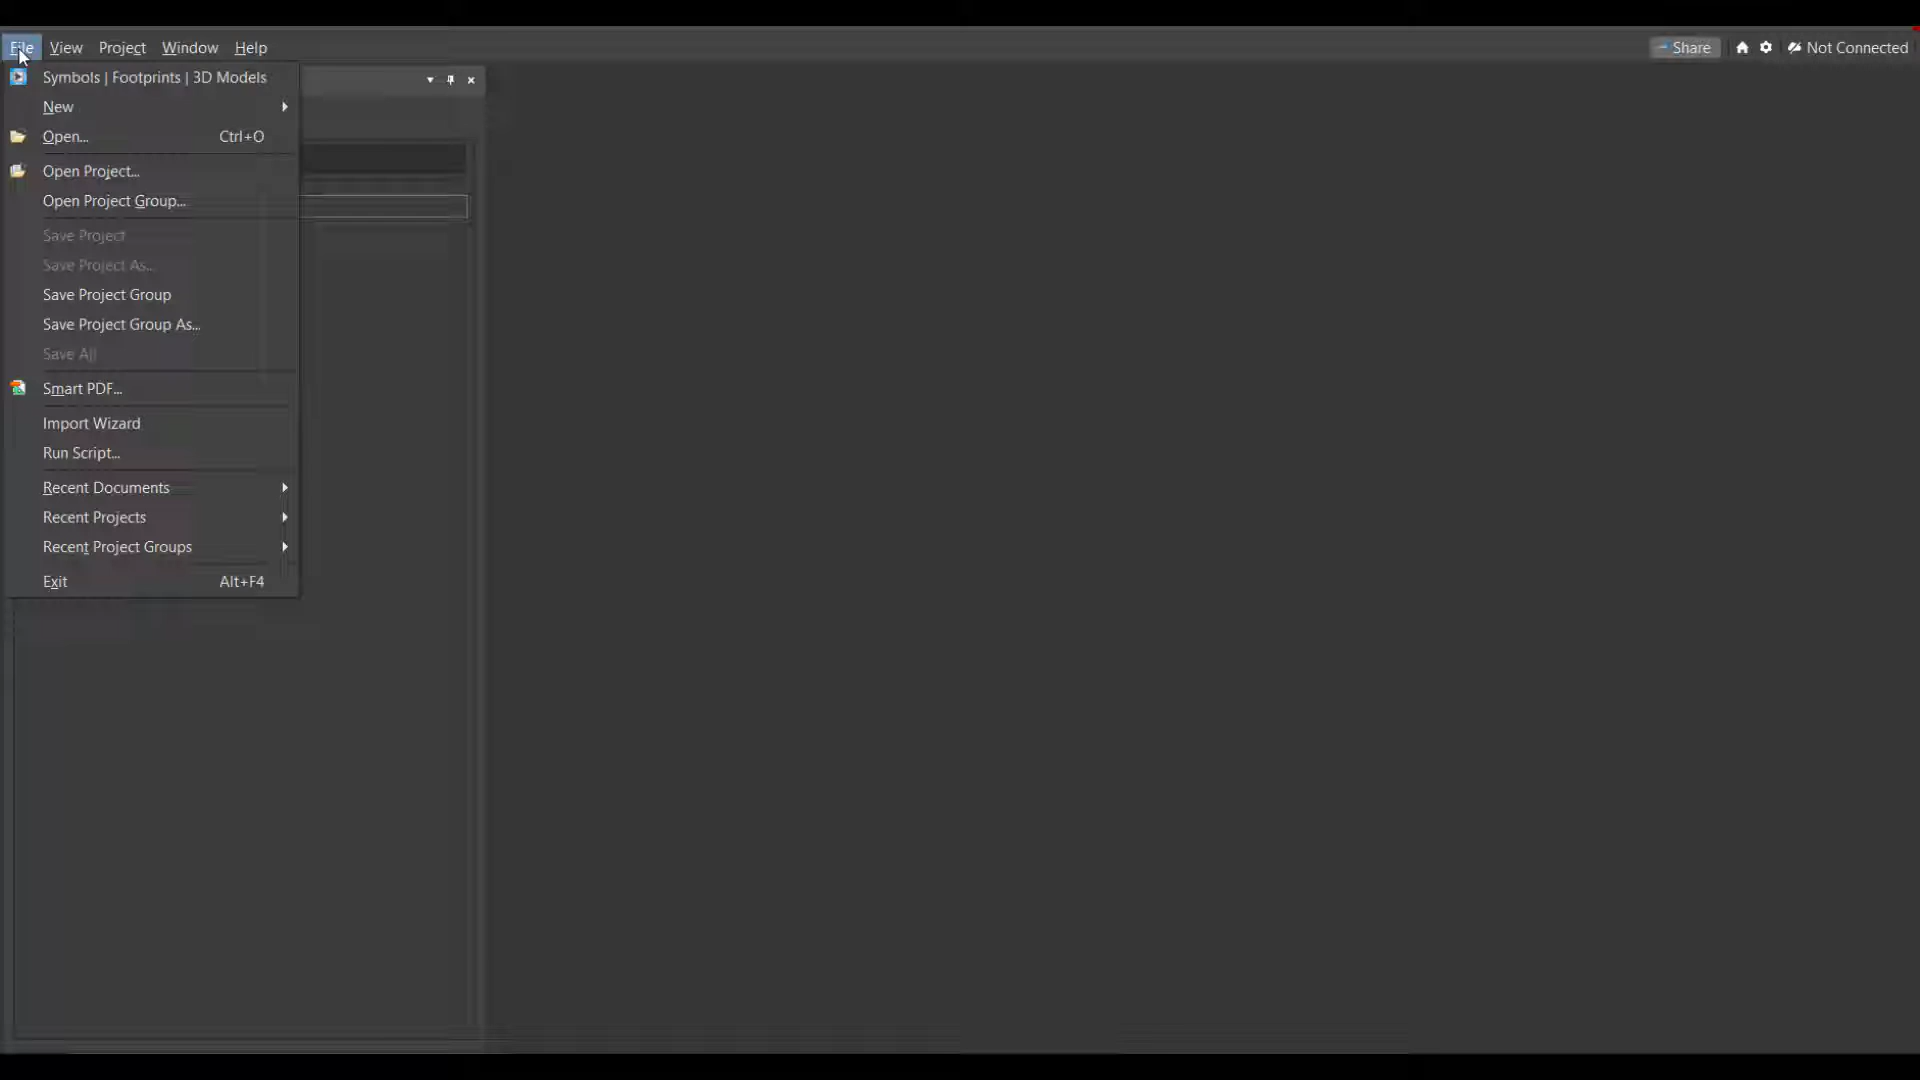 File View Project Window Help Share Not Connected
Symbols | Footprints | 3D Models
New
Open... Ctrl+O
Open Project...
Open Project Group...
Save Project
Save Project As...
Save Project Group
Save Project Group As...
Save All
Smart PDF...
Import Wizard
Run Script...
Recent Documents
Recent Projects
Recent Project Groups
Exit Alt+F4